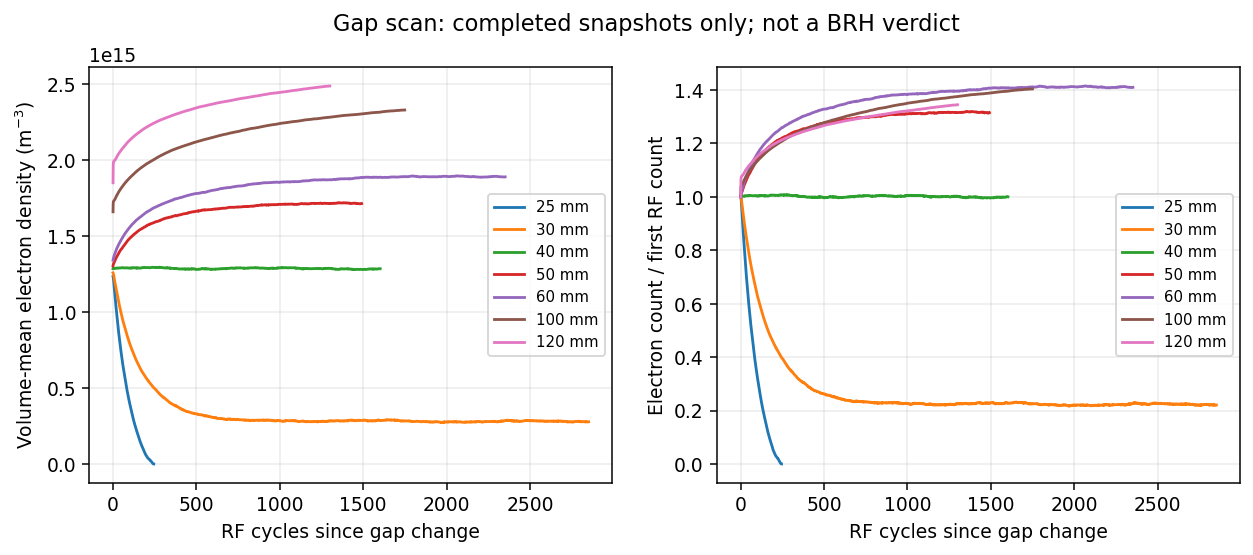 Gap scan: completed snapshots only; not a BRH verdict
1e15
2.5
2.0
1.5
1.0
0.5
0.0
Volume-mean electron density (m⁻³)
0
500
1000
1500
2000
2500
RF cycles since gap change
25 mm
30 mm
40 mm
50 mm
60 mm
100 mm
120 mm
1.4
1.2
1.0
0.8
0.6
0.4
0.2
0.0
Electron count / first RF count
0
500
1000
1500
2000
2500
RF cycles since gap change
25 mm
30 mm
40 mm
50 mm
60 mm
100 mm
120 mm